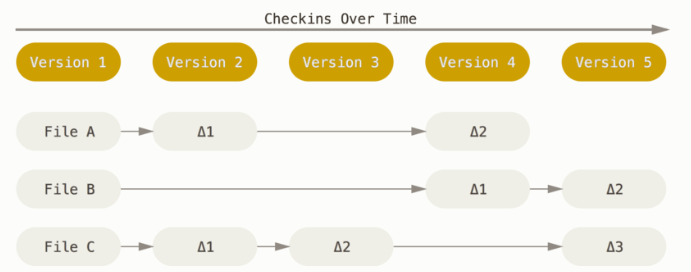 Checkins Over Time
Version 1 Version 2 Version 3 Version 4 Version 5
File A Δ1 Δ2
File B Δ1 Δ2
File C Δ1 Δ2 Δ3